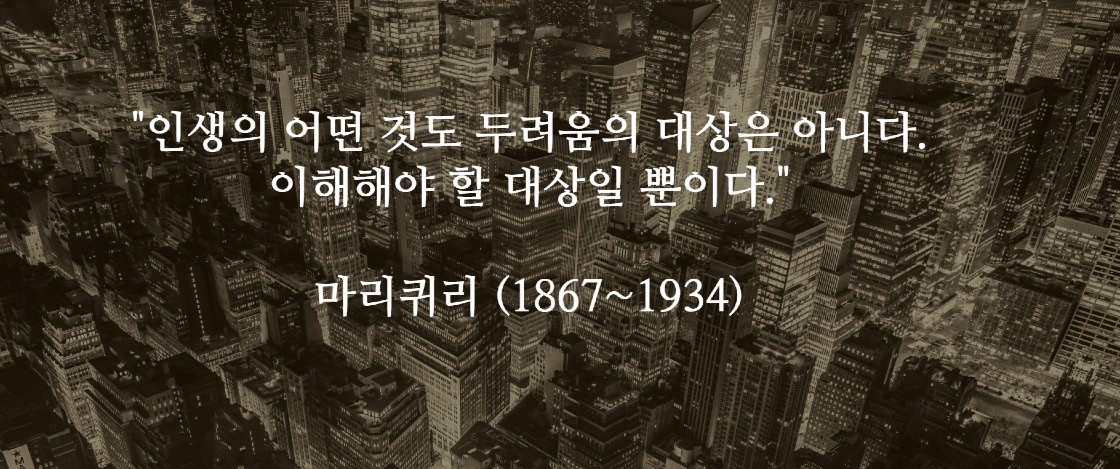 "인생의 어떤 것도 두려움의 대상은 아니다.
이해해야 할 대상일 뿐이다."
마리퀴리 (1867~1934)